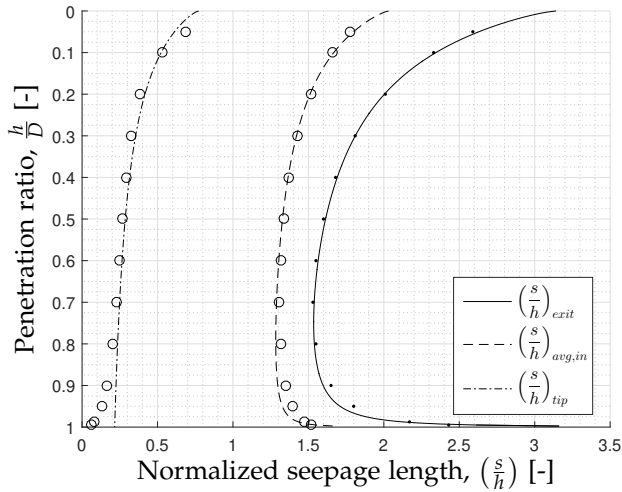 0
0.1
0.2
0.3
0.4
0.5
0.6
0.7
0.8
0.9
1
Penetration ratio, h/D [-]
(s/h)exit
(s/h)avg,in
(s/h)tip
0 0.5 1 1.5 2 2.5 3 3.5
Normalized seepage length, (s/h) [-]